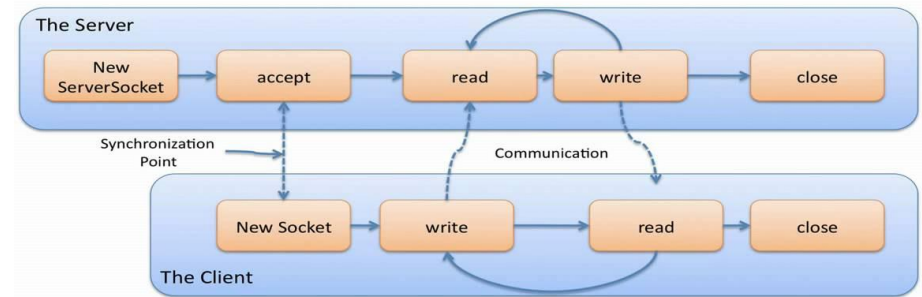 The Server
New
ServerSocket
accept
read
write
close
Synchronization
Point
Communication
New Socket
write
read
close
The Client